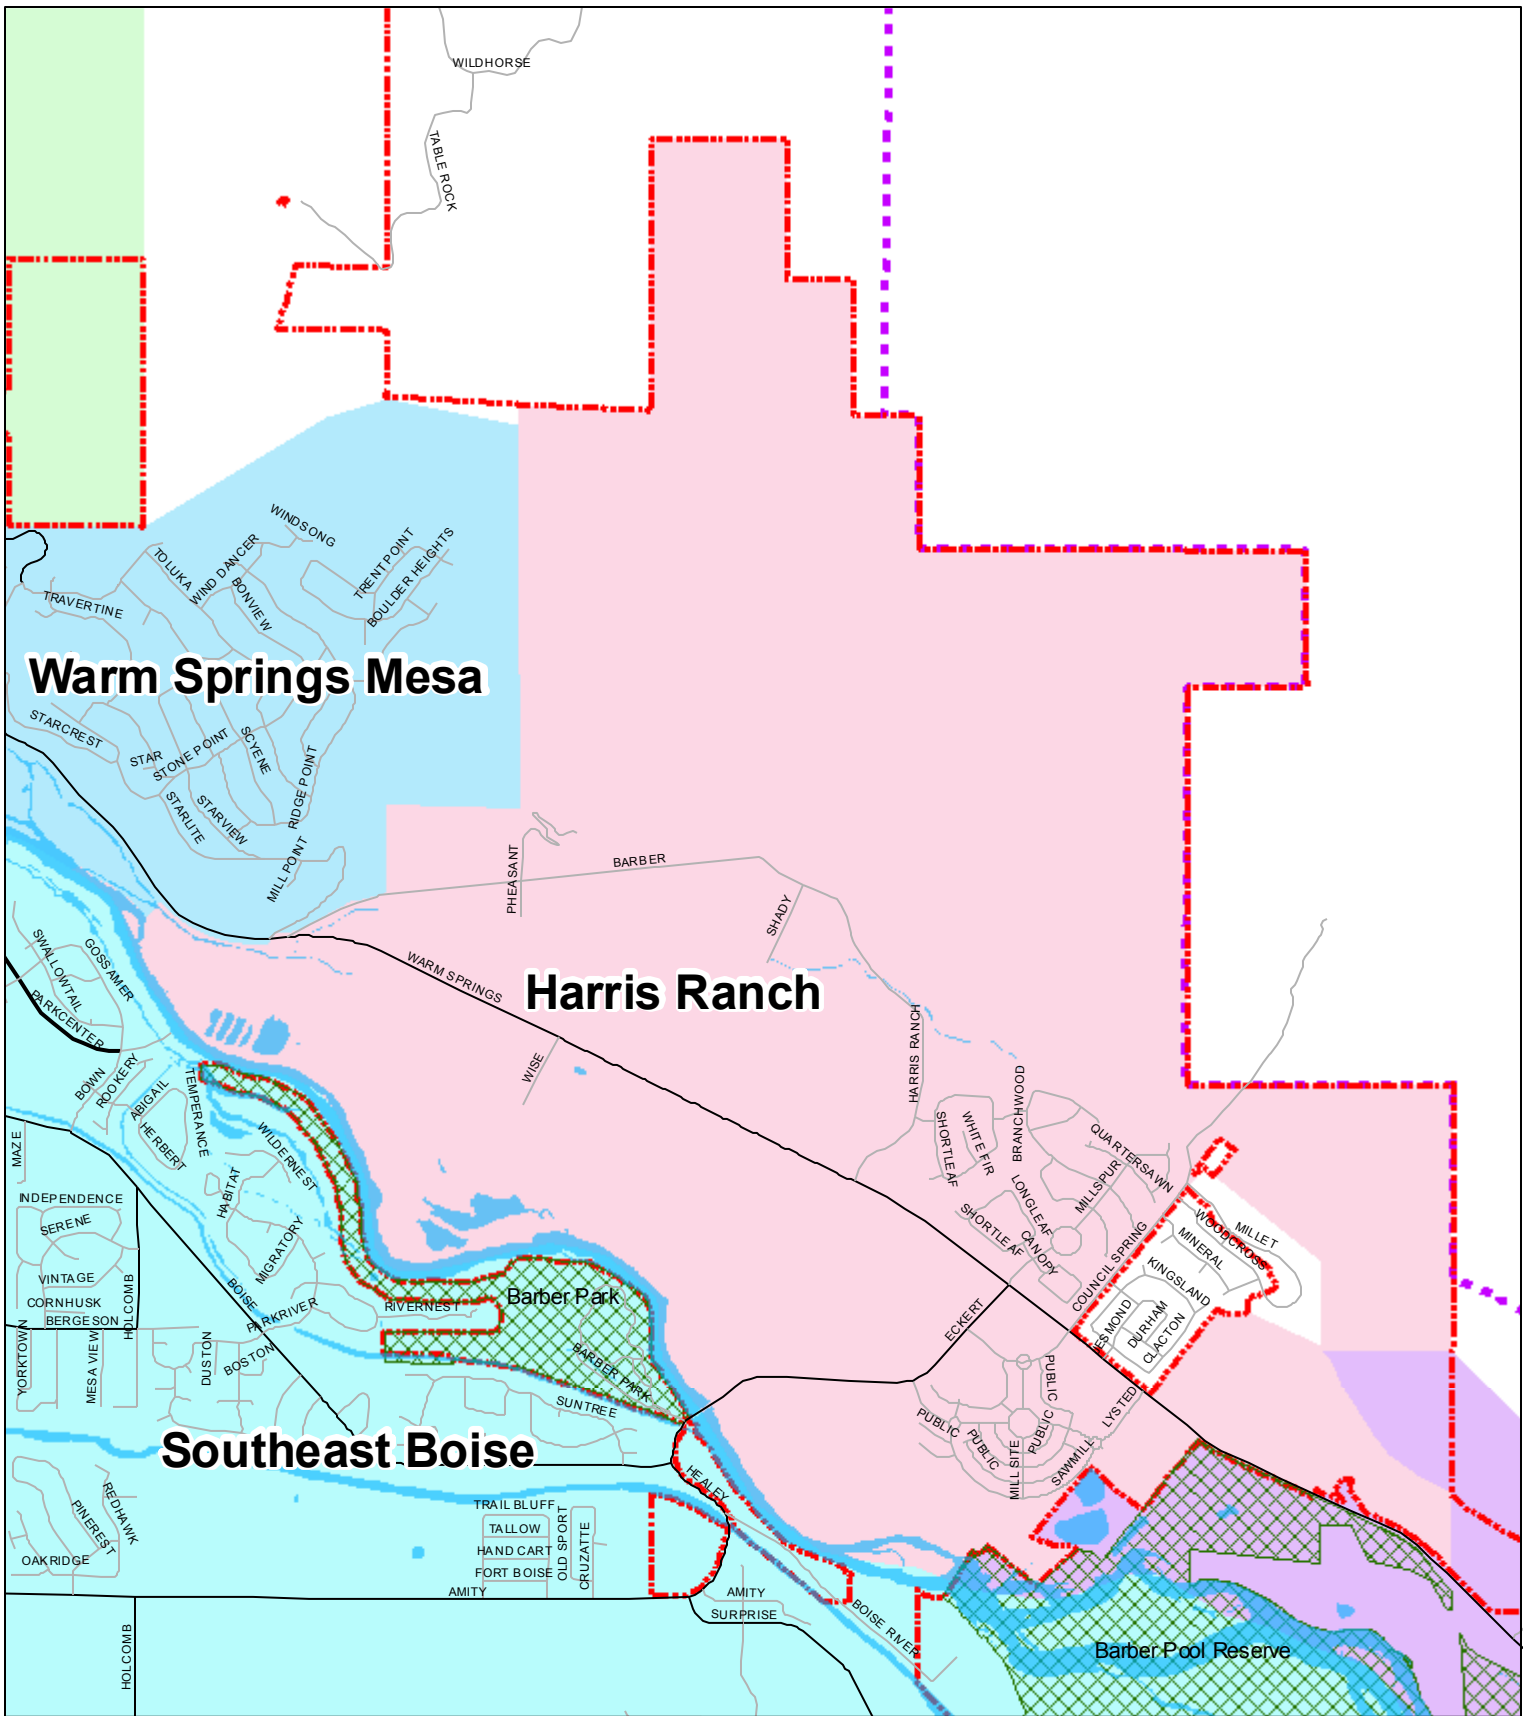 WILDHORSE
TABLE ROCK
WINDSONG
TOLUKA
WIND DANCER
BONVIEW
TRENTPOINT
BOULDER HEIGHTS
TRAVERTINE
Warm Springs Mesa
STARCREST
STAR
STONE POINT
SCYENE
RIDGE POINT
STARLITE
STARVIEW
MILL POINT
PHEASANT
BARBER
SHADY
SWALLOWTAIL
GOSSAMER
WARM SPRINGS
Harris Ranch
PARKCENTER
HARRIS RANCH
WISE
BOWN
ROOKERY
ABIGAIL
TEMPERANCE
HERBERT
WILDERNEST
BRANCHWOOD
SHORTLEAF
WHITE FIR
QUARTERSAWN
MAZE
INDEPENDENCE
SERENE
HABITAT
MIGRATORY
LONGLEAF
MILLSPUR
SHORTLEAF
CANOPY
COUNCIL SPRING
WOODCROSS
MILLET
MINERAL
KINGSLAND
VINTAGE
CORNHUSK
BERGESON
HOLCOMB
BOISE
PARKRIVER
RIVERNEST
Barber Park
ECKERT
DURHAM
CLACTON
YORKTOWN
MESA VIEW
DUSTON
BOSTON
BARBER PARK
SUNTREE
PUBLIC
PUBLIC
PUBLIC
PUBLIC
LYSTED
Southeast Boise
MILL SITE
SAWMILL
HEALEY
REDHAWK
PINEREST
OAKRIDGE
TRAIL BLUFF
TALLOW
HAND CART
FORT BOISE
OLD SPORT
CRUZATTE
AMITY
AMITY
SURPRISE
BOISE RIVER
HOLCOMB
Barber Pool Reserve